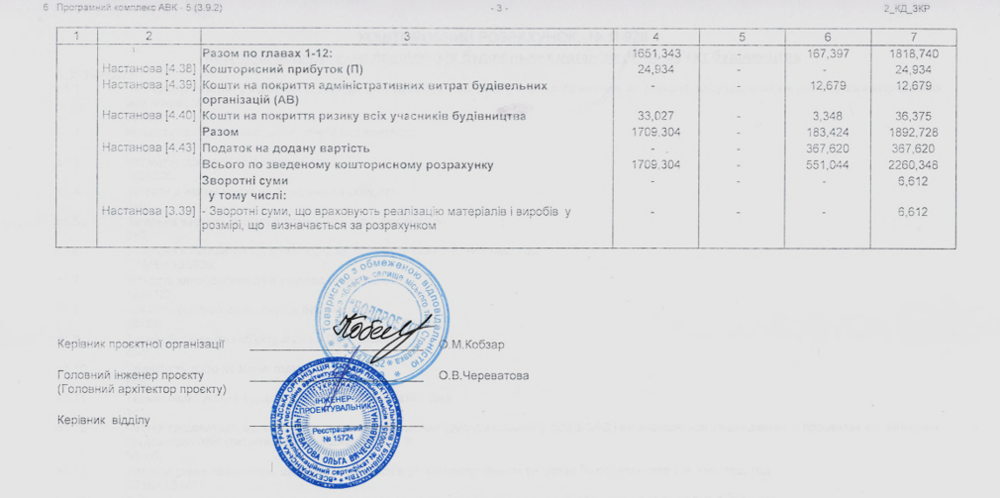 6 Програмний комплекс АВК - 5 (3.9.2) - 3 - 2_КД_ЗКР
1 2 3 4 5 6 7
Разом по главах 1-12: 1651,343 - 167,397 1818,740
Настанова [4.38] Кошторисний прибуток (П) 24,934 - - 24,934
Настанова [4.39] Кошти на покриття адміністративних витрат будівельних - - 12,679 12,679
організацій (АВ)
Настанова [4.40] Кошти на покриття ризику всіх учасників будівництва 33,027 - 3,348 36,375
Разом 1709,304 - 183,424 1892,728
Настанова [4.43] Податок на додану вартість - - 367,620 367,620
Всього по зведеному кошторисному розрахунку 1709,304 - 551,044 2260,348
Зворотні суми - - - 6,612
у тому числі:
Настанова [3.39] - Зворотні суми, що враховують реалізацію матеріалів і виробів у - - - 6,612
розмірі, що визначається за розрахунком
Товариство з обмеженою відповідальністю
Керівник проєктної організації О.М.Кобзар
Головний інженер проєкту О.В.Череватова
(Головний архітектор проєкту)
Керівник відділу
УКРАЇНА
ІНЖЕНЕР-
ПРОЕКТУВАЛЬНИК
Реєстраційний
№ 15724
ЧЕРЕВАТОВА ОЛЬГА ВЯЧЕСЛАВІВНА